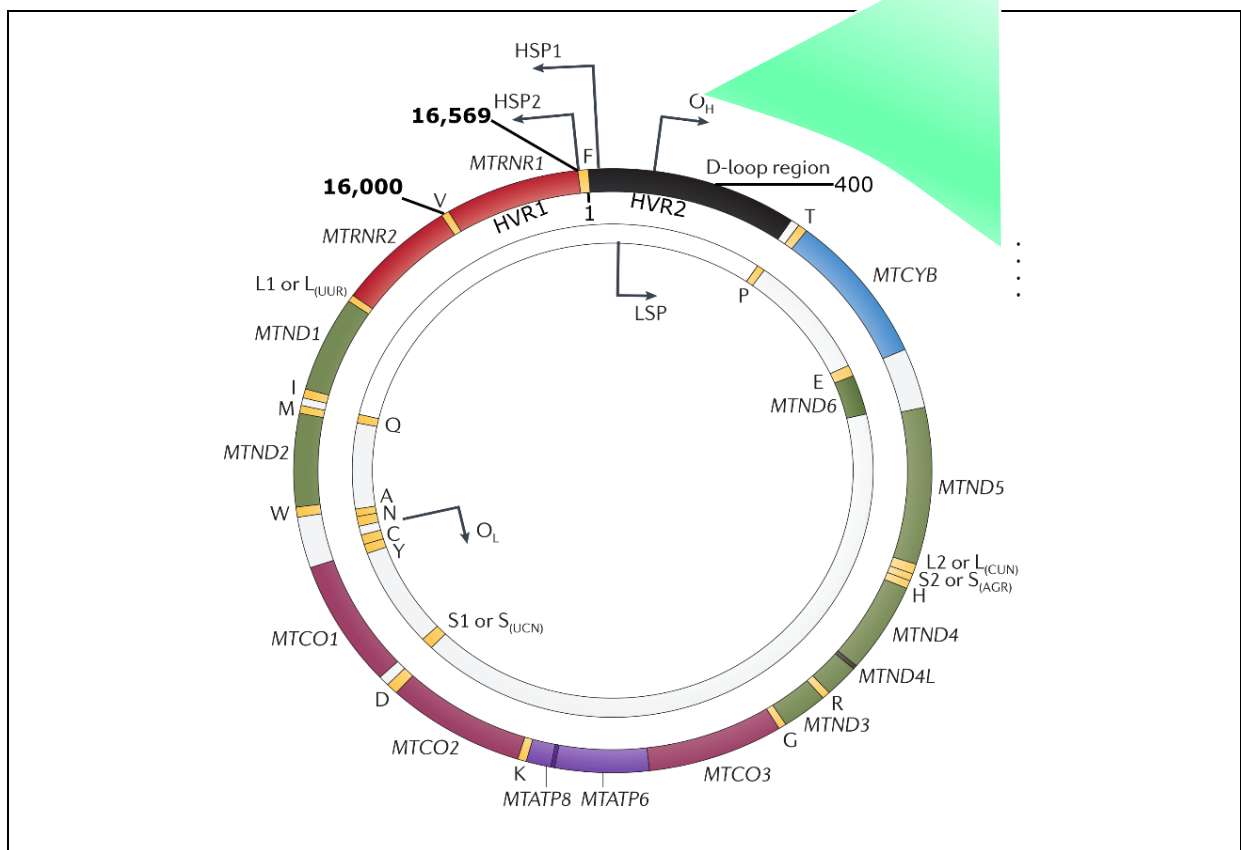 HSP1
HSP2
O_H
16,569
F
MTRNR1
D-loop region
400
16,000
V
HVR1
1
HVR2
T
MTRNR2
MTCYB
L1 or L(UUR)
P
LSP
MTND1
E
MTND6
I
M
Q
MTND2
MTND5
A
W
N
O_L
C
Y
L2 or L(CUN)
S2 or S(AGR)
H
S1 or S(UCN)
MTCO1
MTND4
MTND4L
D
R
MTND3
G
MTCO2
K
MTCO3
MTATP8
MTATP6